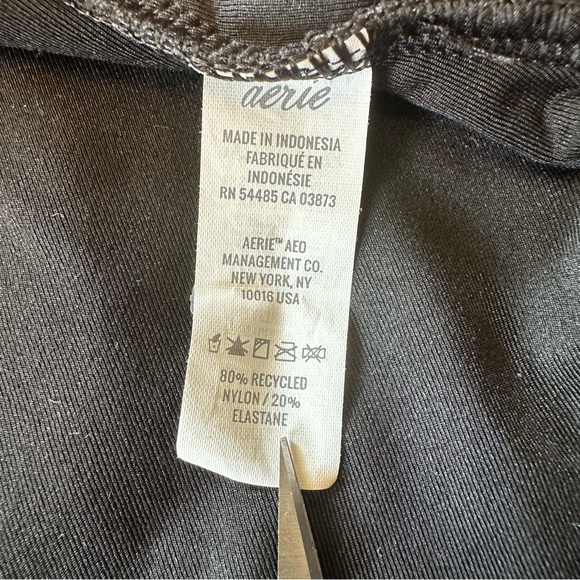 aerie
MADE IN INDONESIA
FABRIQUÉ EN
INDONÉSIE
RN 54485 CA 03873
AERIE™ AEO
MANAGEMENT CO.
NEW YORK, NY
10016 USA
80% RECYCLED
NYLON / 20%
ELASTANE